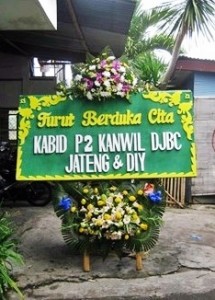 Turut Berduka Cita
KABID P2 KANWIL DJBC
JATENG & DIY